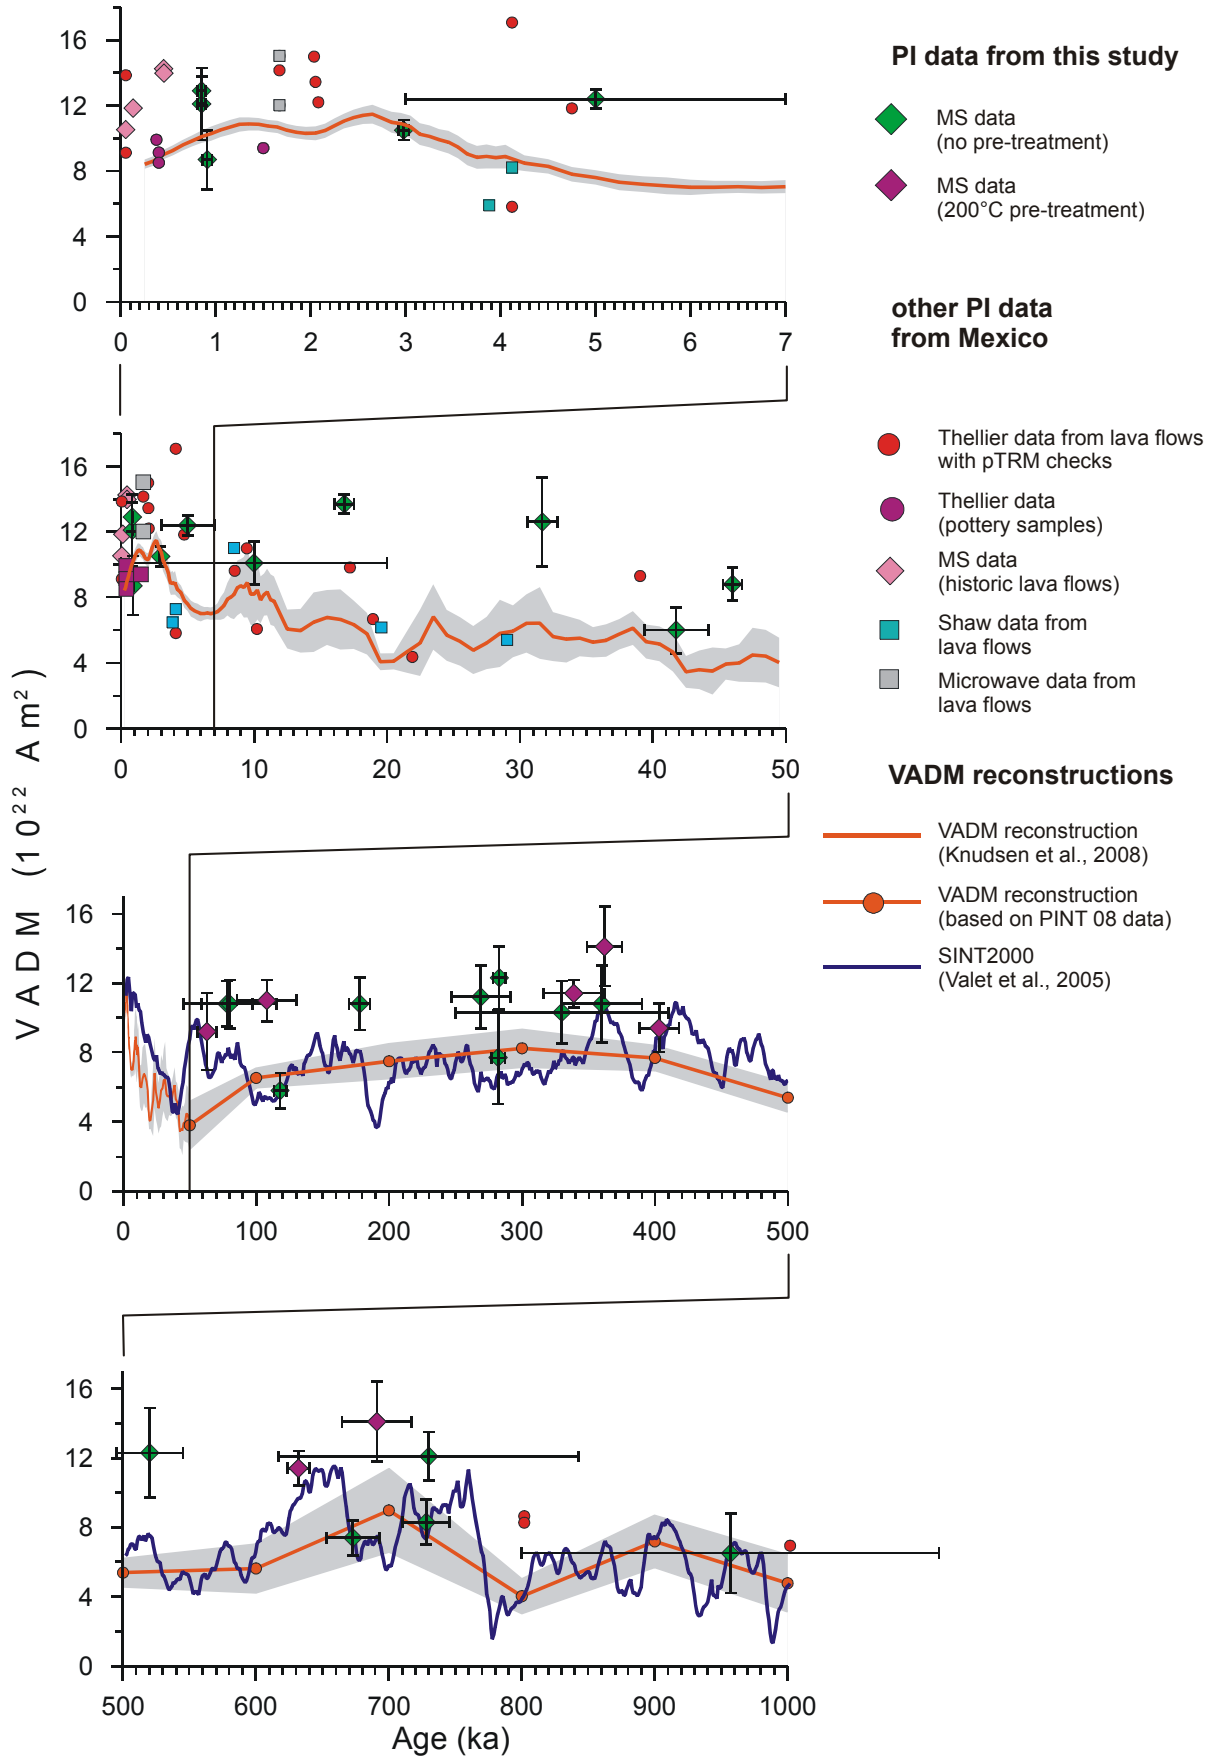 16
12
8
4
0
0 1 2 3 4 5 6 7
16
12
8
4
0
0 10 20 30 40 50
16
12
8
4
0
0 100 200 300 400 500
16
12
8
4
0
500 600 700 800 900 1000
Age (ka)
VADM (10²² Am²)
PI data from this study
MS data
(no pre-treatment)
MS data
(200°C pre-treatment)
other PI data
from Mexico
Thellier data from lava flows
with pTRM checks
Thellier data
(pottery samples)
MS data
(historic lava flows)
Shaw data from
lava flows
Microwave data from
lava flows
VADM reconstructions
VADM reconstruction
(Knudsen et al., 2008)
VADM reconstruction
(based on PINT 08 data)
SINT2000
(Valet et al., 2005)